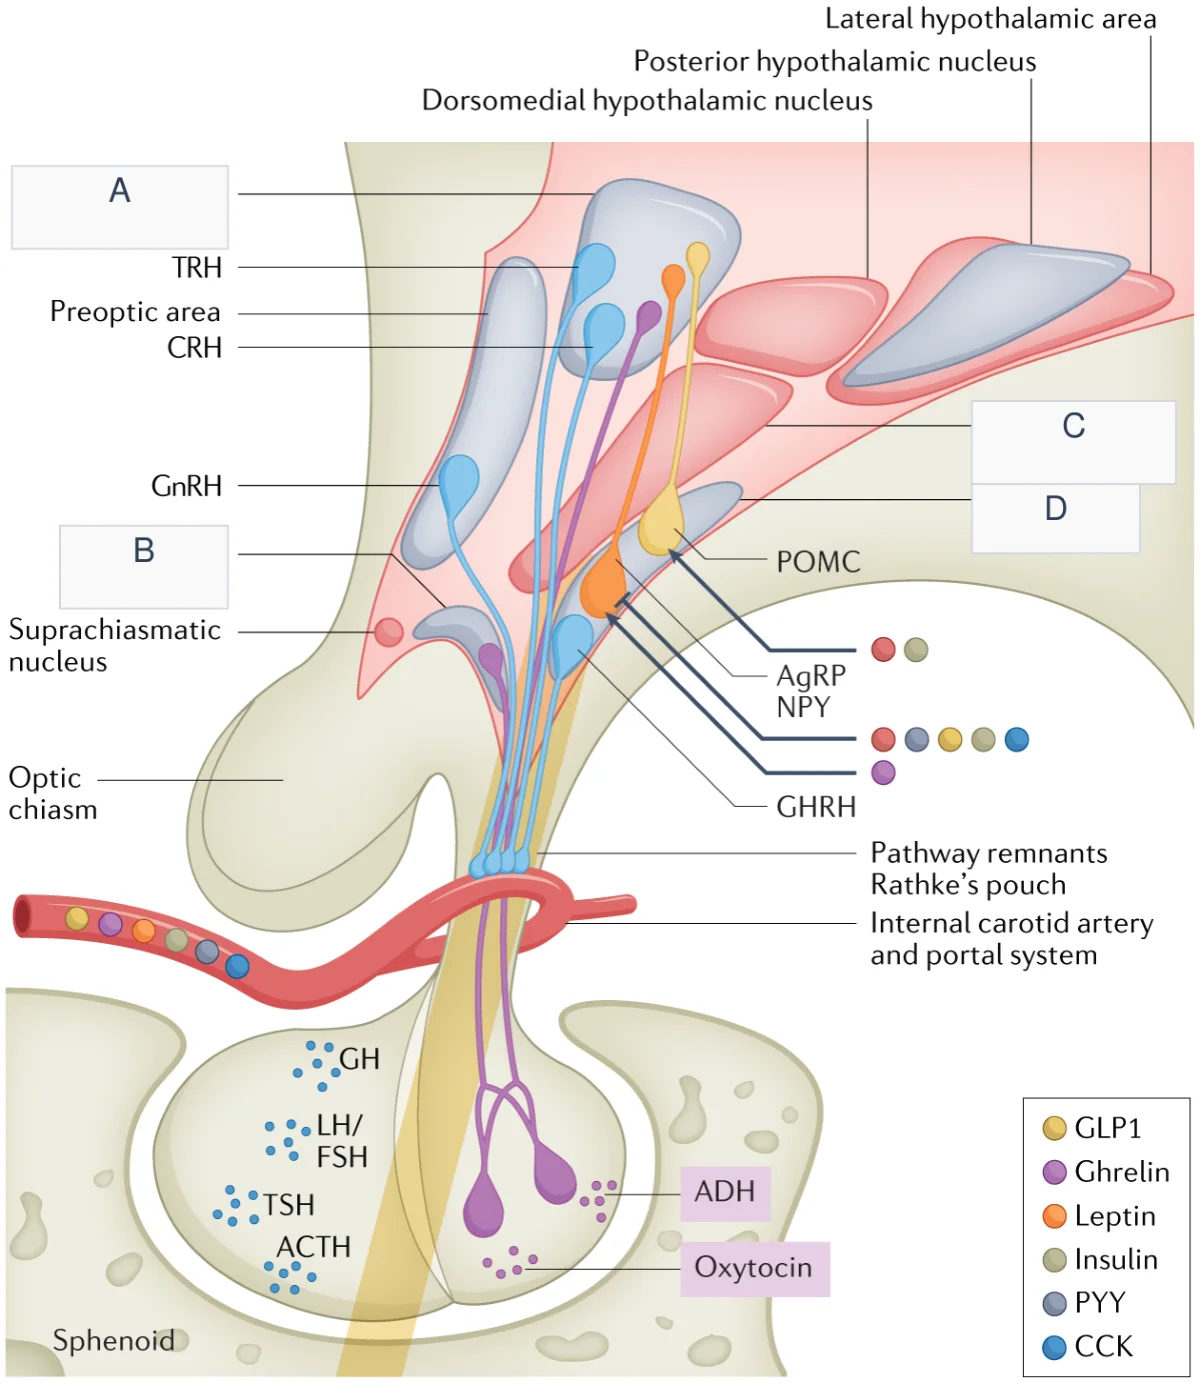 Lateral hypothalamic area
Posterior hypothalamic nucleus
Dorsomedial hypothalamic nucleus
A
TRH
Preoptic area
CRH
C
GnRH
D
B
POMC
Suprachiasmatic
nucleus
AgRP
NPY
Optic
chiasm
GHRH
Pathway remnants
Rathke's pouch
Internal carotid artery
and portal system
GH
LH/
FSH
TSH
ACTH
ADH
Oxytocin
Sphenoid
GLP1
Ghrelin
Leptin
Insulin
PYY
CCK